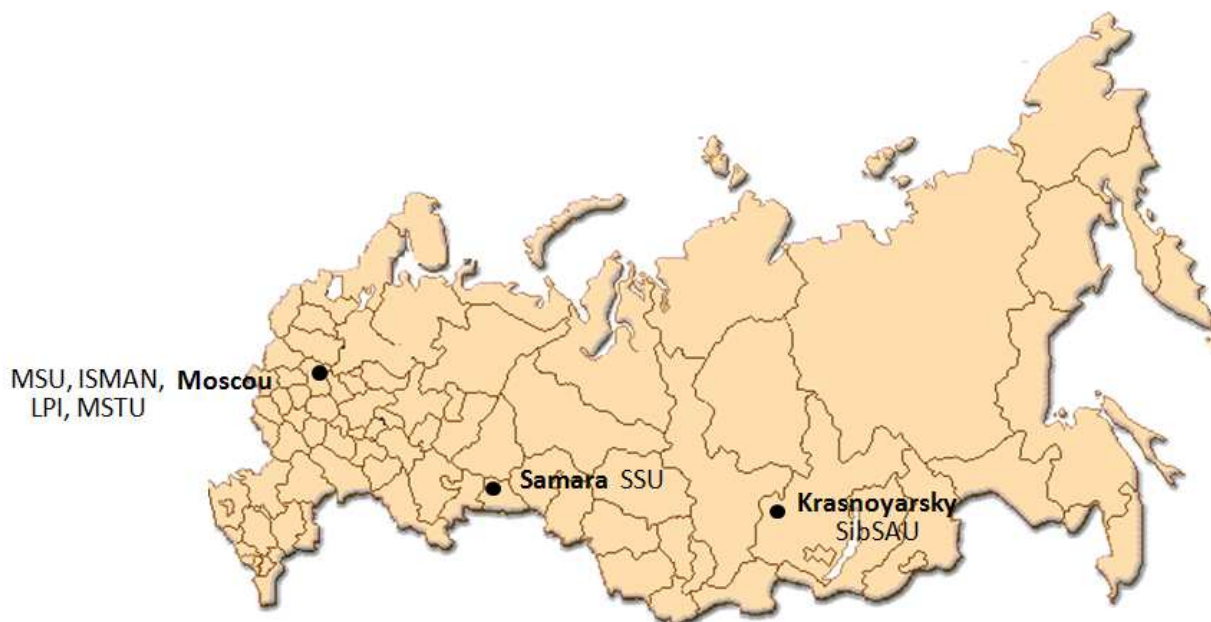 MSU, ISMAN, Moscou
LPI, MSTU
Samara SSU
Krasnoyarsky
SibSAU